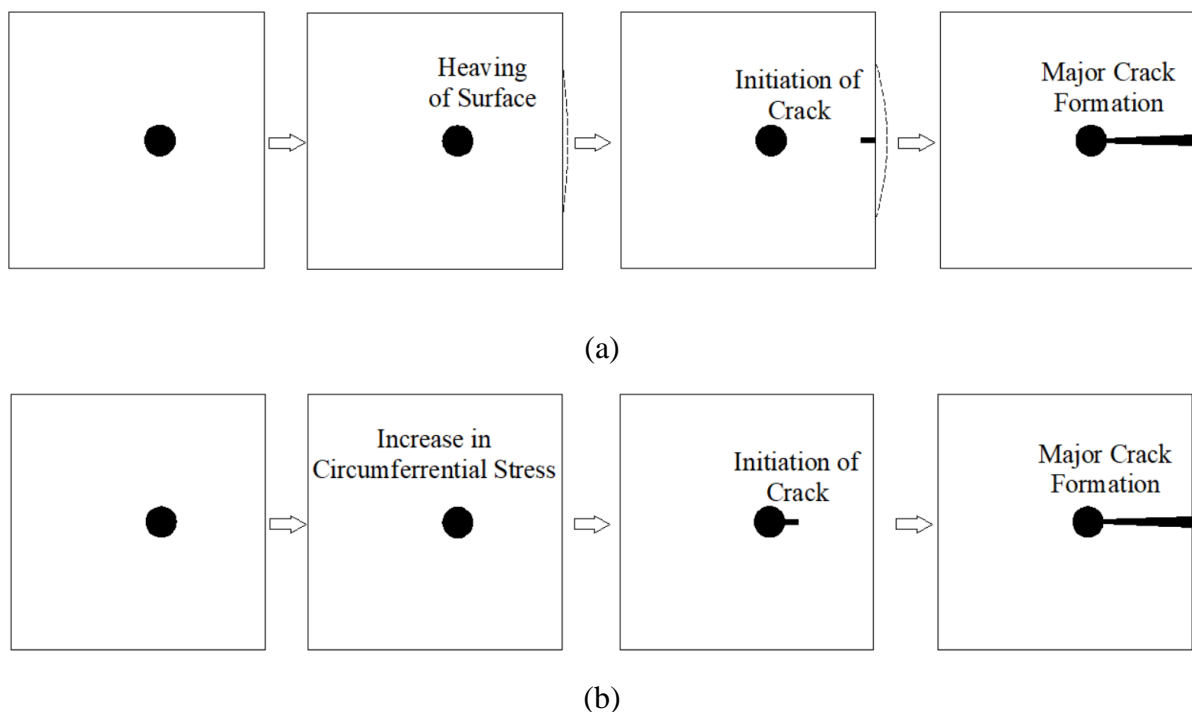 Heaving
of Surface
Initiation of
Crack
Major Crack
Formation
(a)
Increase in
Circumferrential Stress
Initiation of
Crack
Major Crack
Formation
(b)